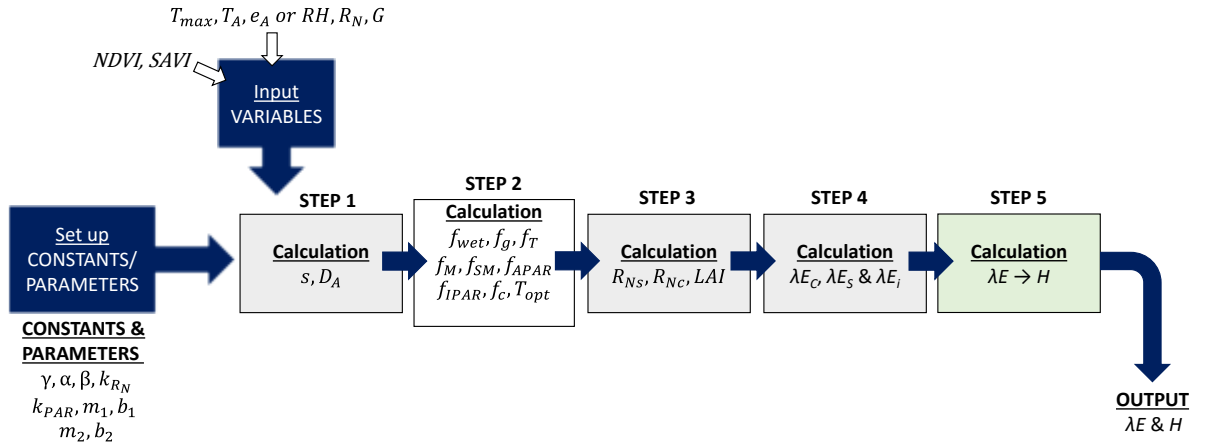 T_max, T_A, e_A or RH, R_N, G
NDVI, SAVI
Input
VARIABLES
Set up
CONSTANTS/
PARAMETERS
CONSTANTS &
PARAMETERS
γ, α, β, k_{R_N}
k_PAR, m_1, b_1
m_2, b_2
STEP 1
Calculation
s, D_A
STEP 2
Calculation
f_wet, f_g, f_T
f_M, f_SM, f_APAR
f_IPAR, f_c, T_opt
STEP 3
Calculation
R_Ns, R_Nc, LAI
STEP 4
Calculation
λE_C, λE_S & λE_i
STEP 5
Calculation
λE → H
OUTPUT
λE & H